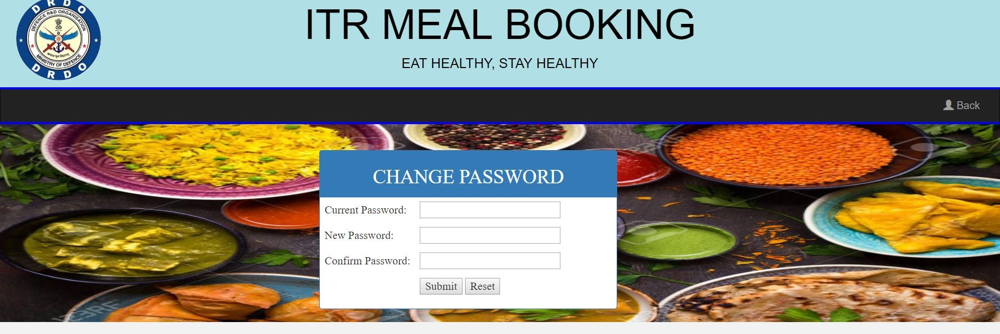 DRDO
DEFENCE R&D ORGANISATION
MINISTRY OF DEFENCE
DRDO
ITR MEAL BOOKING
EAT HEALTHY, STAY HEALTHY
Back
CHANGE PASSWORD
Current Password:
New Password:
Confirm Password:
Submit Reset